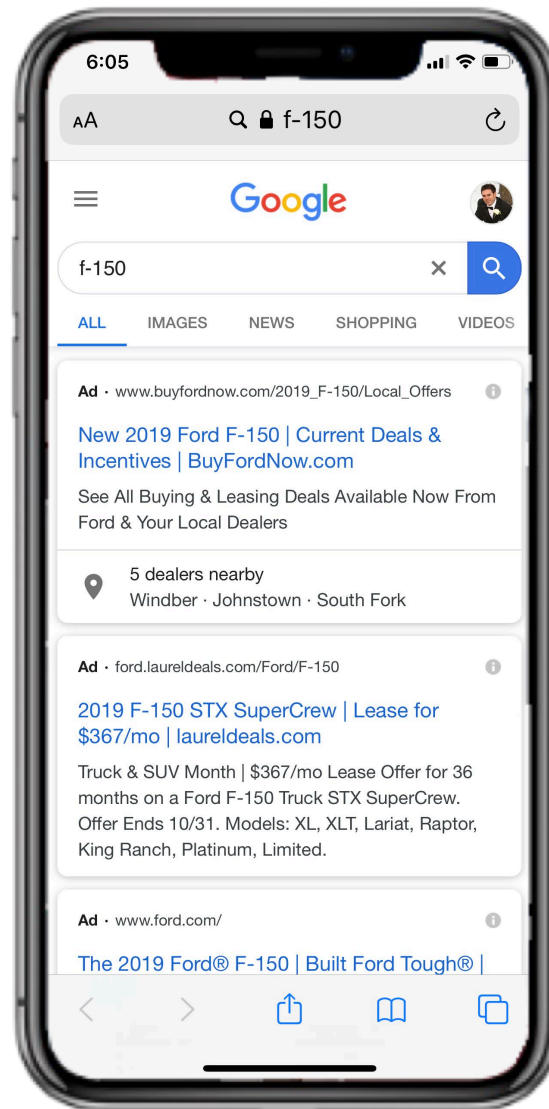 6:05
AA f-150
Google
f-150
ALL IMAGES NEWS SHOPPING VIDEOS
Ad · www.buyfordnow.com/2019_F-150/Local_Offers
New 2019 Ford F-150 | Current Deals &
Incentives | BuyFordNow.com
See All Buying & Leasing Deals Available Now From
Ford & Your Local Dealers
5 dealers nearby
Windber · Johnstown · South Fork
Ad · ford.laureldeals.com/Ford/F-150
2019 F-150 STX SuperCrew | Lease for
$367/mo | laureldeals.com
Truck & SUV Month | $367/mo Lease Offer for 36
months on a Ford F-150 Truck STX SuperCrew.
Offer Ends 10/31. Models: XL, XLT, Lariat, Raptor,
King Ranch, Platinum, Limited.
Ad · www.ford.com/
The 2019 Ford® F-150 | Built Ford Tough® |